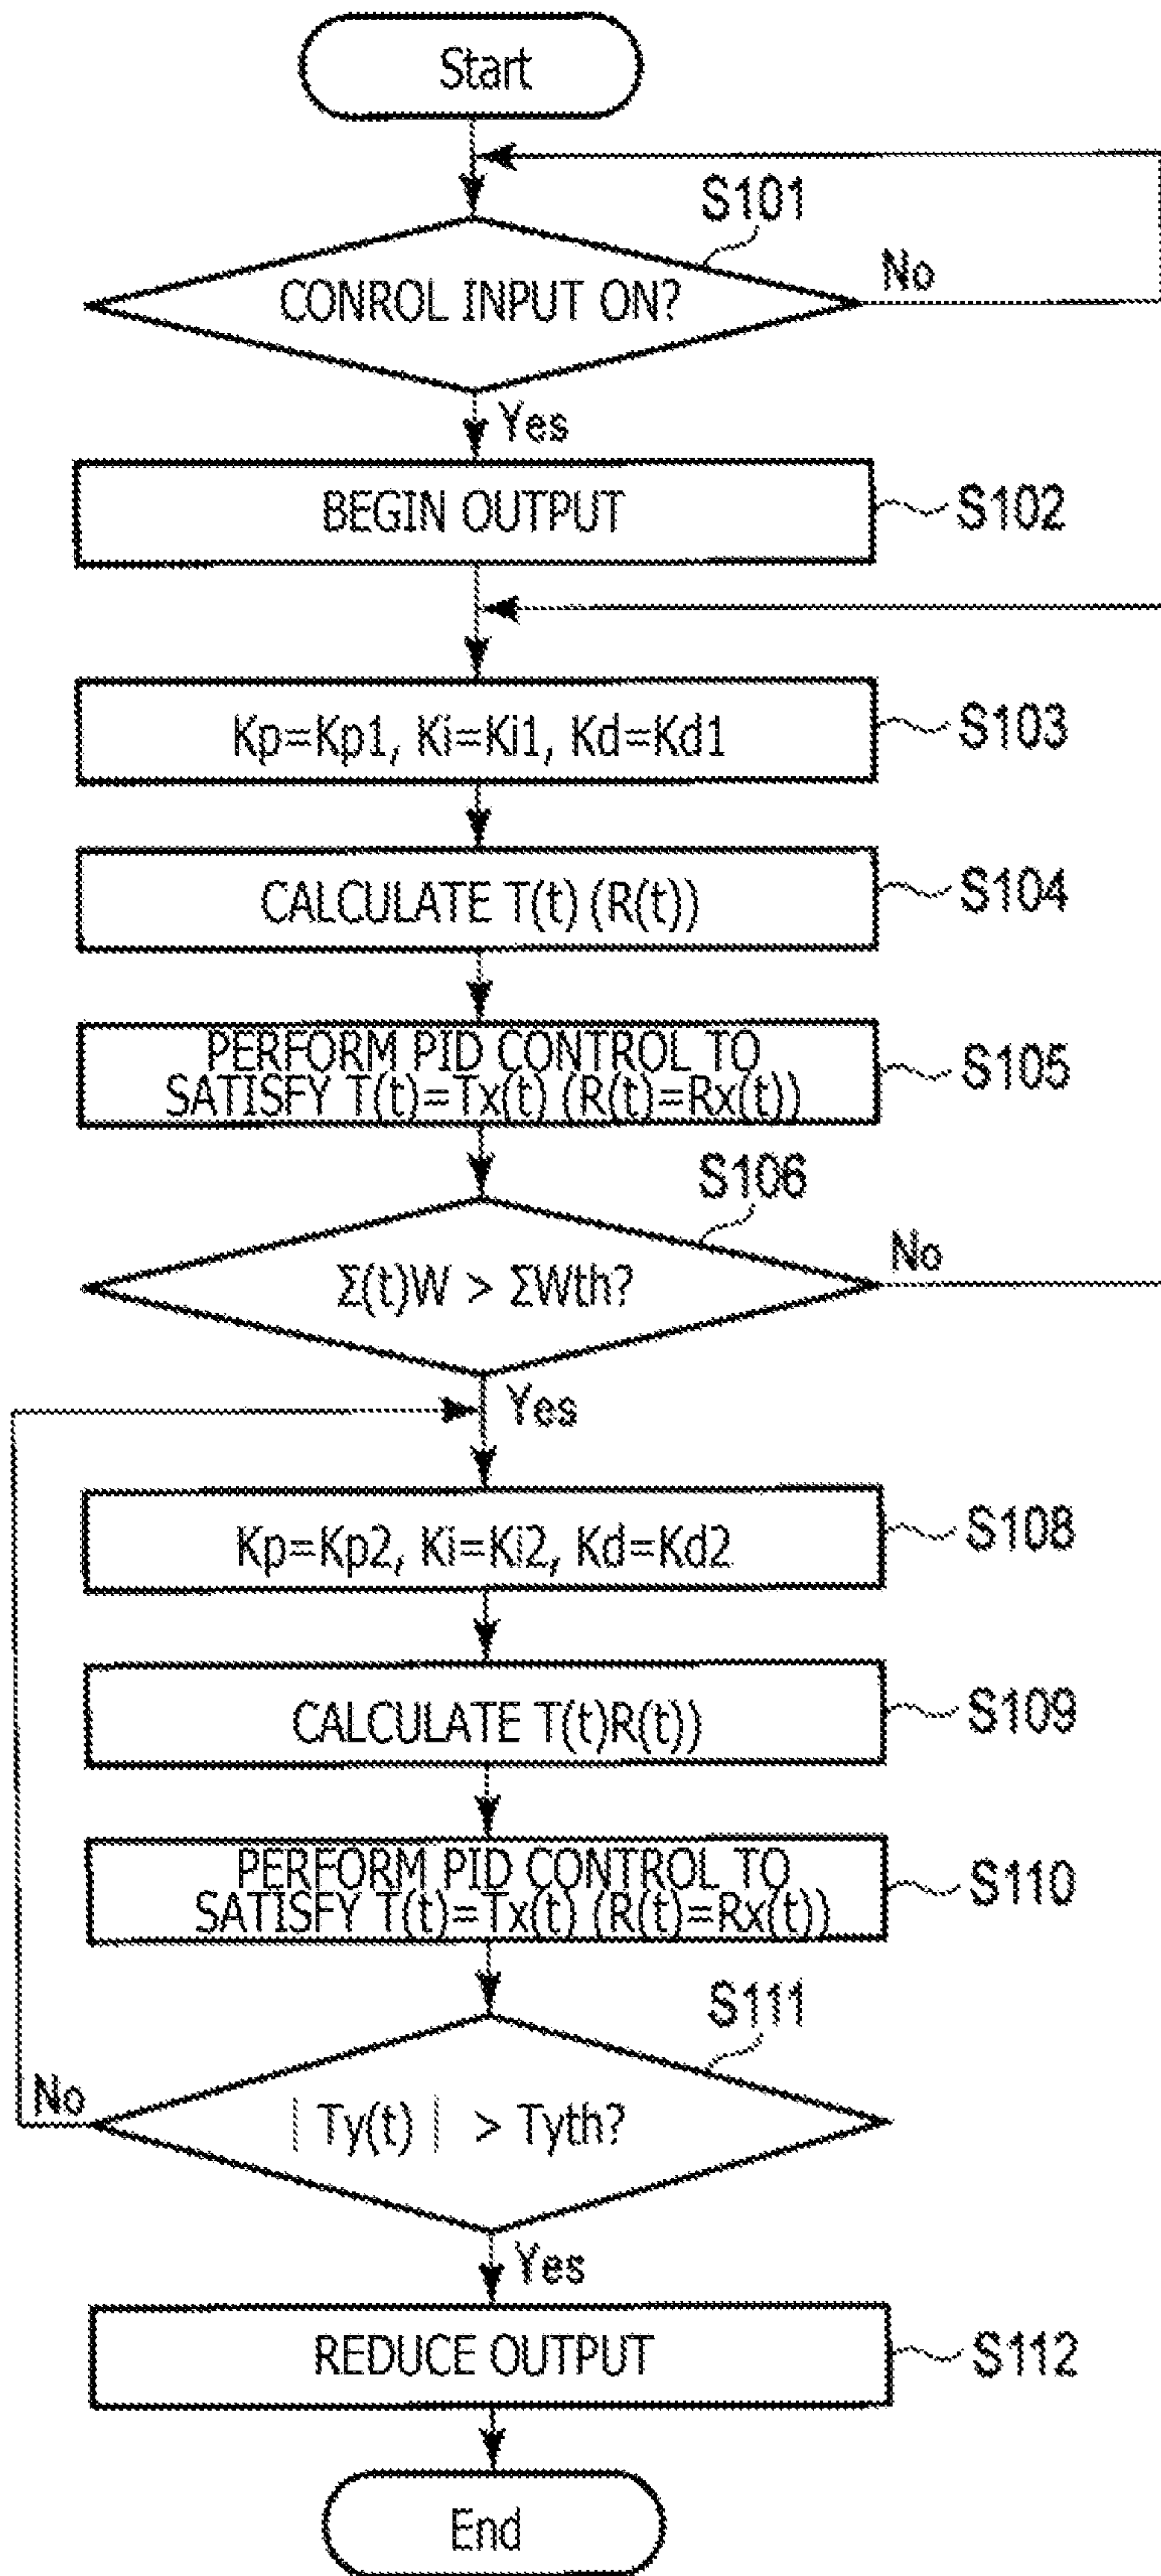 Start
S101
CONROL INPUT ON?
No
Yes
BEGIN OUTPUT
S102
Kp=Kp1, Ki=Ki1, Kd=Kd1
S103
CALCULATE T(t) (R(t))
S104
PERFORM PID CONTROL TO
SATISFY T(t)=Tx(t) (R(t)=Rx(t))
S105
S106
Σ(t)W > ΣWth?
No
Yes
Kp=Kp2, Ki=Ki2, Kd=Kd2
S108
CALCULATE T(t)R(t))
S109
PERFORM PID CONTROL TO
SATISFY T(t)=Tx(t) (R(t)=Rx(t))
S110
S111
No
| Ty(t) | > Tyth?
Yes
REDUCE OUTPUT
S112
End